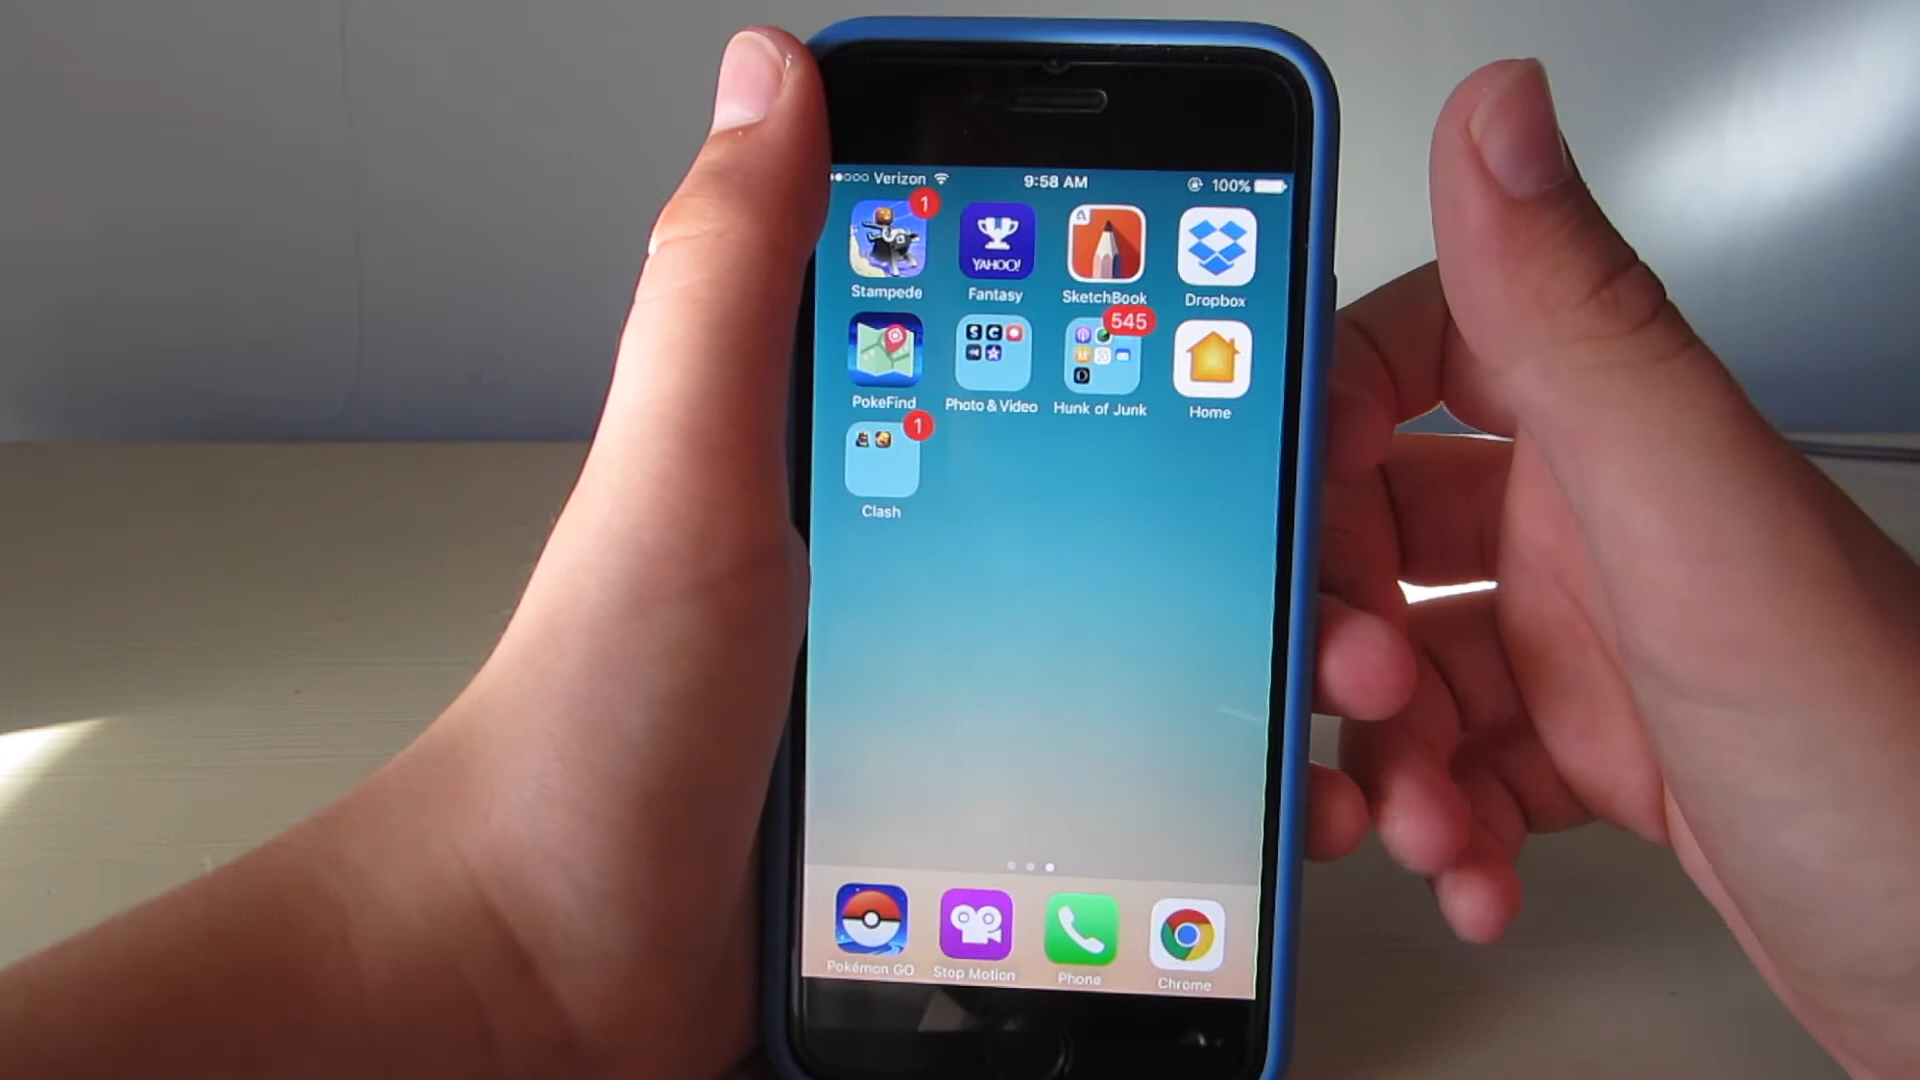 Verizon 9:58 AM 100%
1
YAHOO!
Stampede Fantasy SketchBook Dropbox
545
PokeFind Photo & Video Hunk of Junk Home
1
Clash
Pokémon GO Stop Motion Phone Chrome